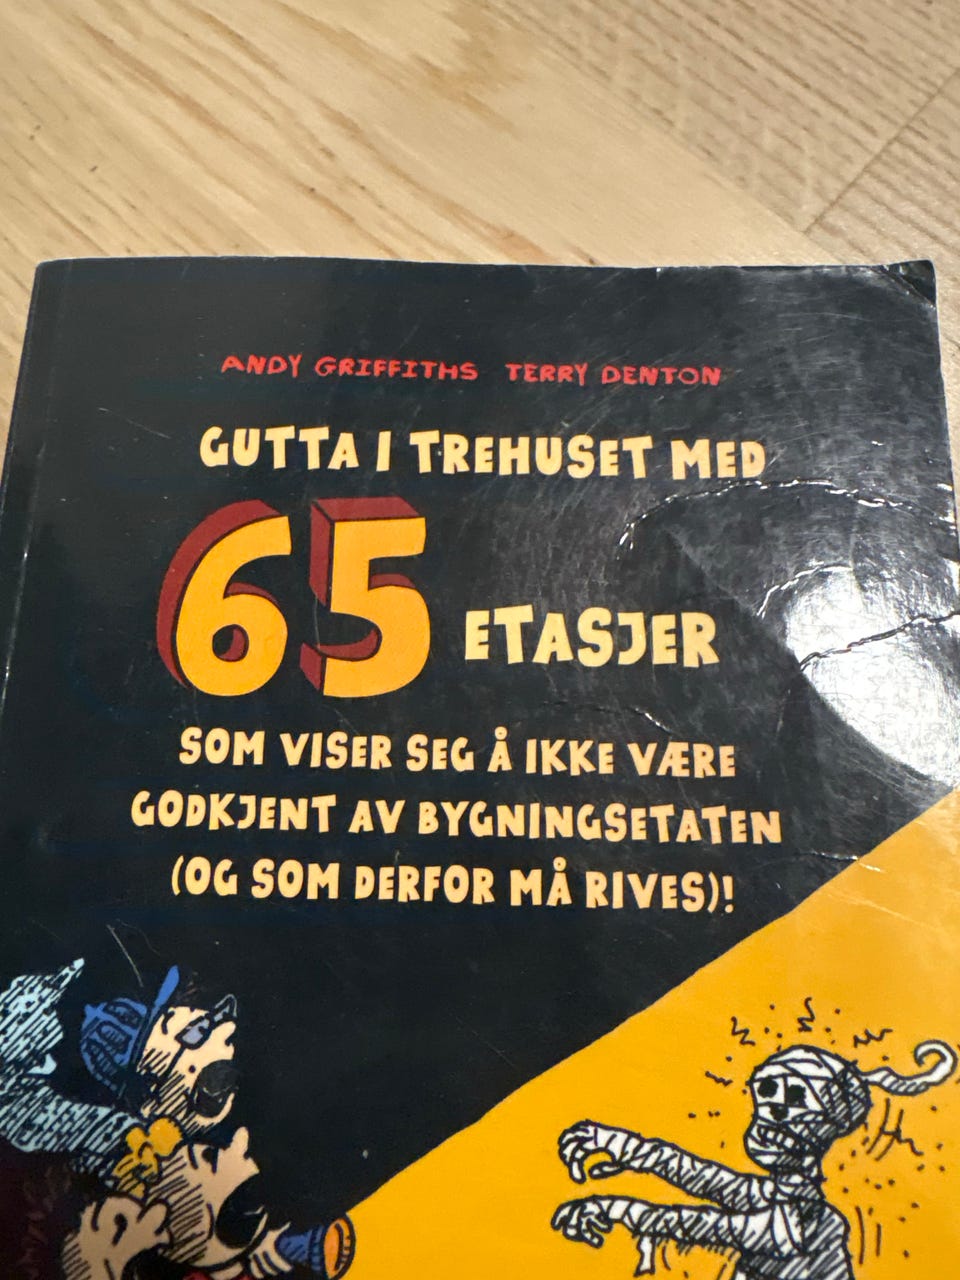 ANDY GRIFFITHS TERRY DENTON
GUTTA I TREHUSET MED
65 ETASJER
SOM VISER SEG Å IKKE VÆRE
GODKJENT AV BYGNINGSETATEN
(OG SOM DERFOR MÅ RIVES)!